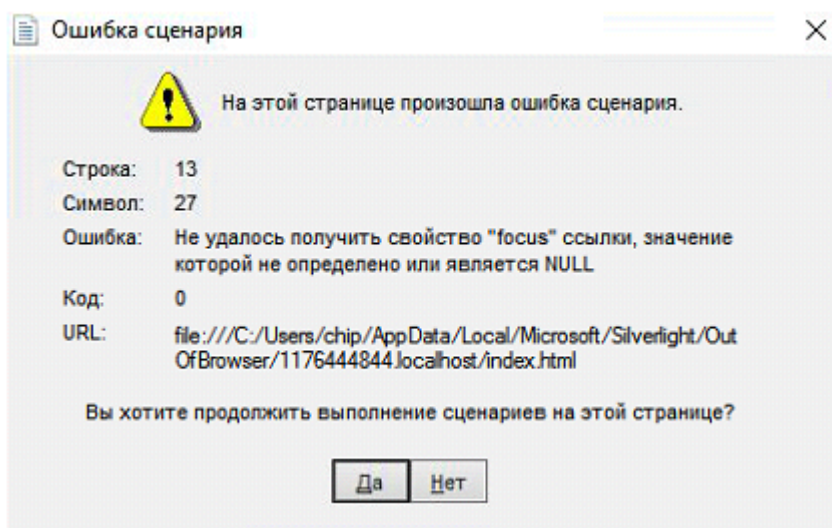 Ошибка сценария
На этой странице произошла ошибка сценария.
Строка: 13
Символ: 27
Ошибка: Не удалось получить свойство "focus" ссылки, значение
которой не определено или является NULL
Код: 0
URL: file:///C:/Users/chip/AppData/Local/Microsoft/Silverlight/Out
OfBrowser/1176444844.localhost/index.html
Вы хотите продолжить выполнение сценариев на этой странице?
Да Нет